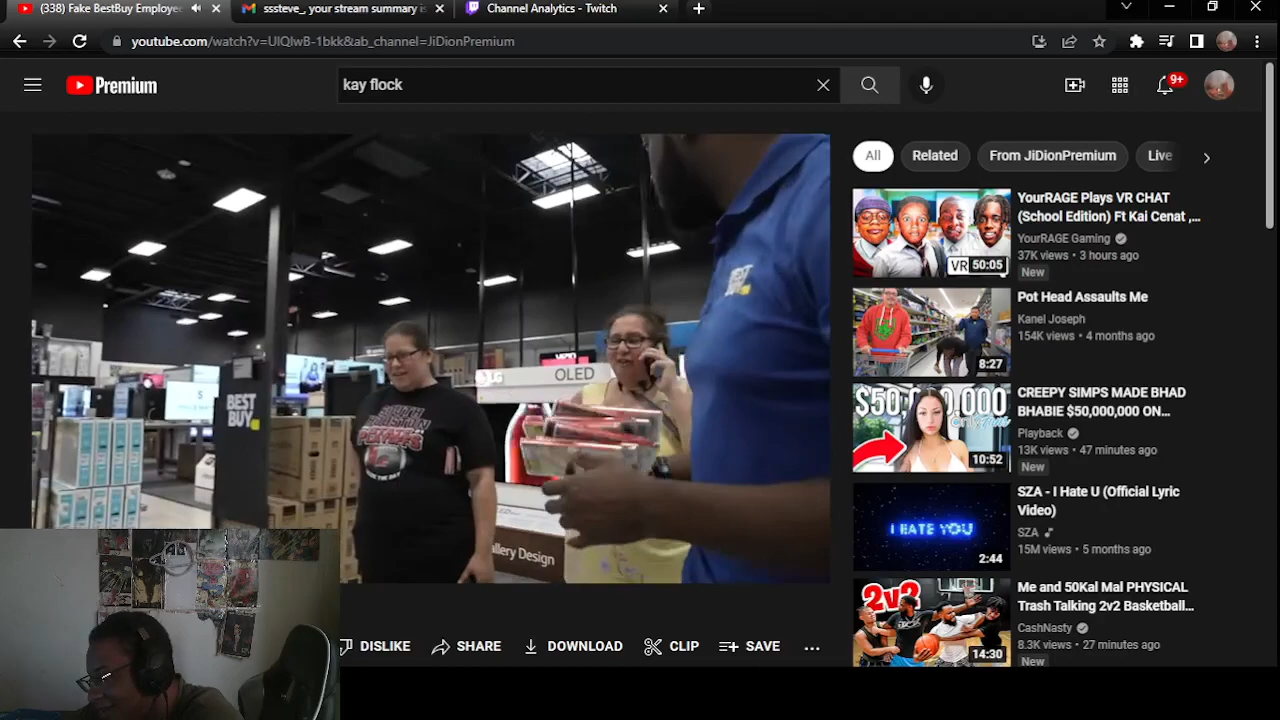 (338) Fake BestBuy Employee
sssteve_, your stream summary is
Channel Analytics - Twitch
youtube.com/watch?v=UlQlwB-1bkk&ab_channel=JiDionPremium
Premium
kay flock
9+
All
Related
From JiDionPremium
Live
BEST
BUY
OLED
LG
allery Design
YourRAGE Plays VR CHAT
(School Edition) Ft Kai Cenat ,...
YourRAGE Gaming
37K views • 3 hours ago
New
VR 50:05
Pot Head Assaults Me
Kanel Joseph
154K views • 4 months ago
8:27
$50,000,000
CREEPY SIMPS MADE BHAD
BHABIE $50,000,000 ON...
Playback
13K views • 47 minutes ago
New
10:52
I HATE YOU
SZA - I Hate U (Official Lyric
Video)
SZA
15M views • 5 months ago
2:44
2v2
Me and 50Kal Mal PHYSICAL
Trash Talking 2v2 Basketball...
CashNasty
8.3K views • 27 minutes ago
New
14:30
DISLIKE
SHARE
DOWNLOAD
CLIP
SAVE